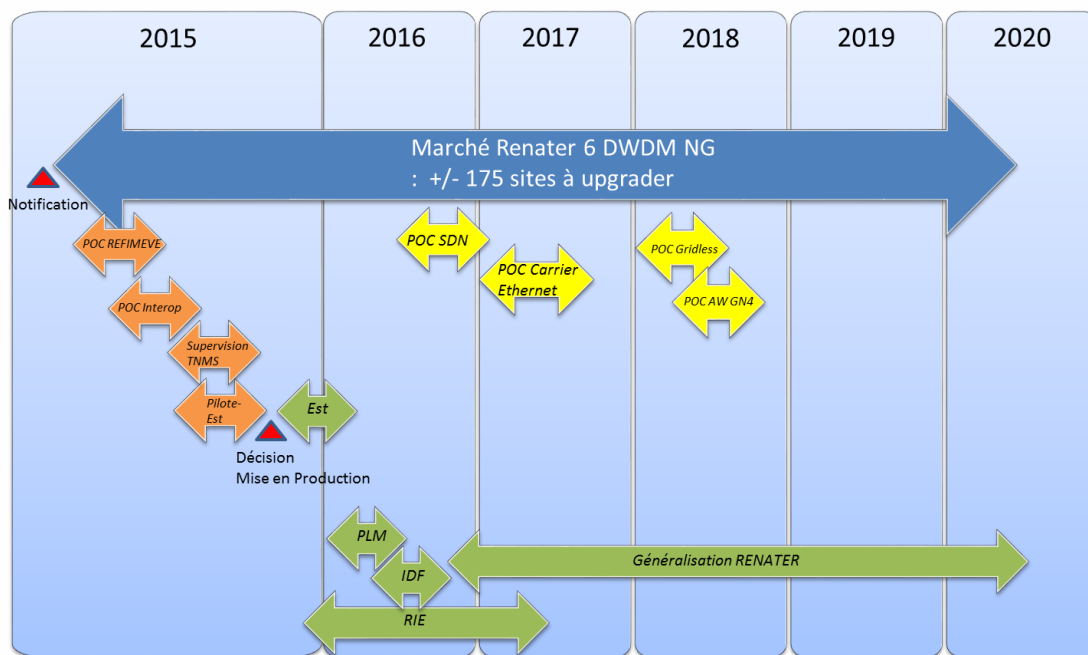 2015
2016
2017
2018
2019
2020
Marché Renater 6 DWDM NG
: +/- 175 sites à upgrader
Notification
POC REFIMEVE
POC SDN
POC Gridless
POC Carrier
Ethernet
POC Interop
POC AW GN4
Supervision
TNMS
Pilote-
Est
Est
Décision
Mise en Production
PLM
Généralisation RENATER
IDF
RIE